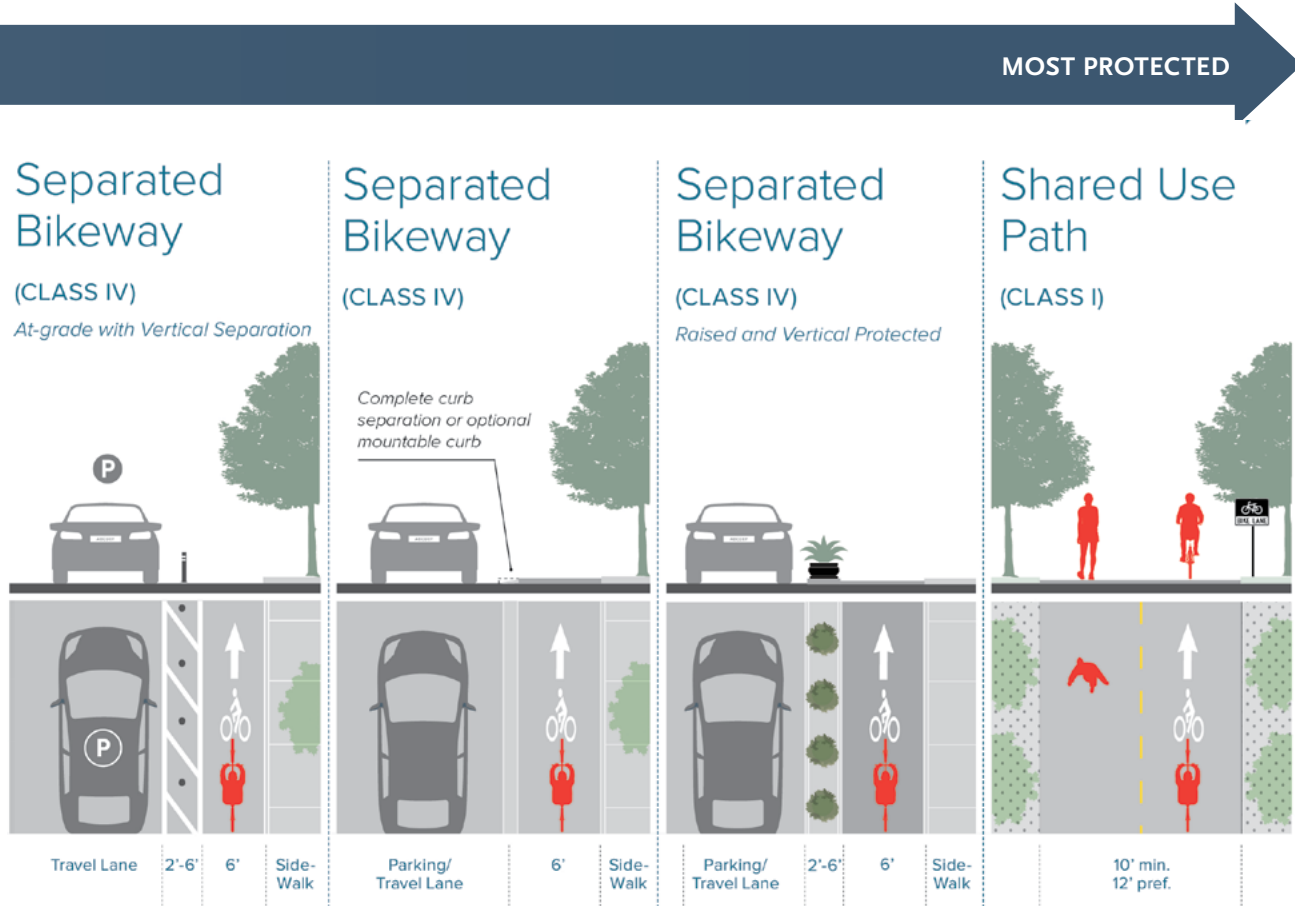 MOST PROTECTED
Separated
Bikeway
(CLASS IV)
At-grade with Vertical Separation
P
P
Travel Lane
2'-6'
6'
Side-
Walk
Separated
Bikeway
(CLASS IV)
Complete curb
separation or optional
mountable curb
Parking/
Travel Lane
6'
Side-
Walk
Separated
Bikeway
(CLASS IV)
Raised and Vertical Protected
Parking/
Travel Lane
2'-6'
6'
Side-
Walk
Shared Use
Path
(CLASS I)
BIKE LANE
10' min.
12' pref.